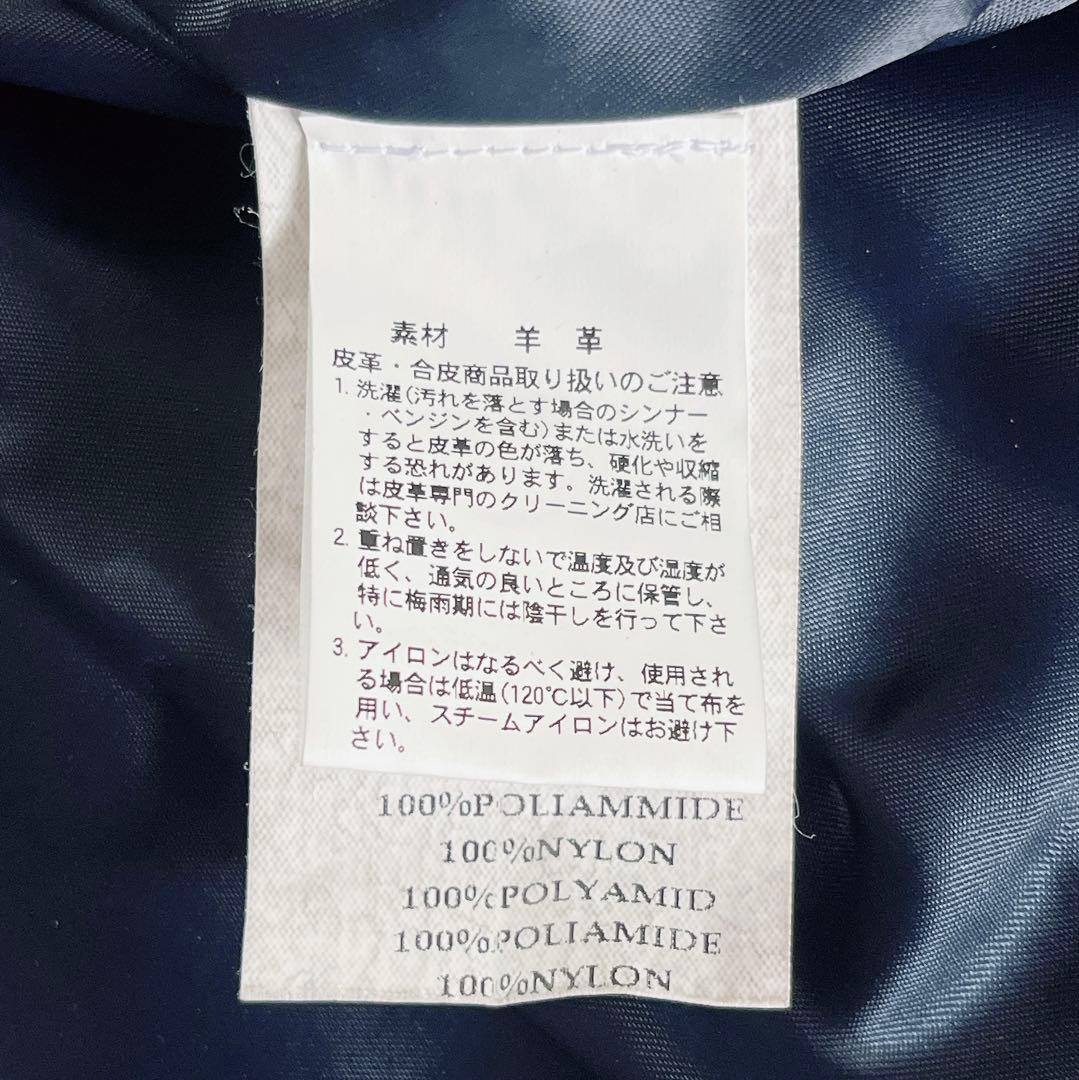 素材 羊革
皮革・合皮商品取り扱いのご注意
1. 洗濯(汚れを落とす場合のシンナー
・ベンジンを含む)または水洗いを
すると皮革の色が落ち、硬化や収縮
する恐れがあります。洗濯される際
は皮革専門のクリーニング店にご相
談下さい。
2. 重ね置きをしないで温度及び湿度が
低く、通気の良いところに保管し、
特に梅雨期には陰干しを行って下さ
い。
3. アイロンはなるべく避け、使用され
る場合は低温(120℃以下)で当て布を
用い、スチームアイロンはお避け下
さい。
100%POLIAMMIDE
100%NYLON
100%POLYAMID
100%POLIAMIDE
100%NYLON